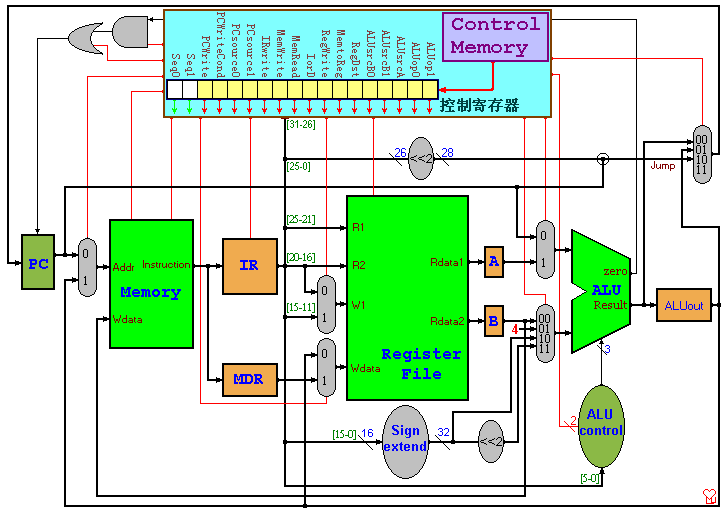 Control
Memory
Seq0
Seq1
PCWrite
PCWriteCond
PCsource0
PCsource1
IRwrite
MemWrite
MemRead
IorD
RegWrite
MemtoReg
RegDst
ALUsrcB0
ALUsrcB1
ALUsrcA
ALUop0
ALUop1
控制寄存器
[31-26]
26
<<2
28
[25-0]
00
01
10
11
Jump
PC
0
1
Addr
Instruction
Memory
Wdata
IR
MDR
[25-21]
[20-16]
[15-11]
0
1
0
1
R1
R2
W1
Wdata
Rdata1
Rdata2
Register
File
A
B
0
1
4
00
01
10
11
zero
ALU
Result
ALUout
3
[15-0]
16
Sign
extend
32
<<2
2
ALU
control
[5-0]